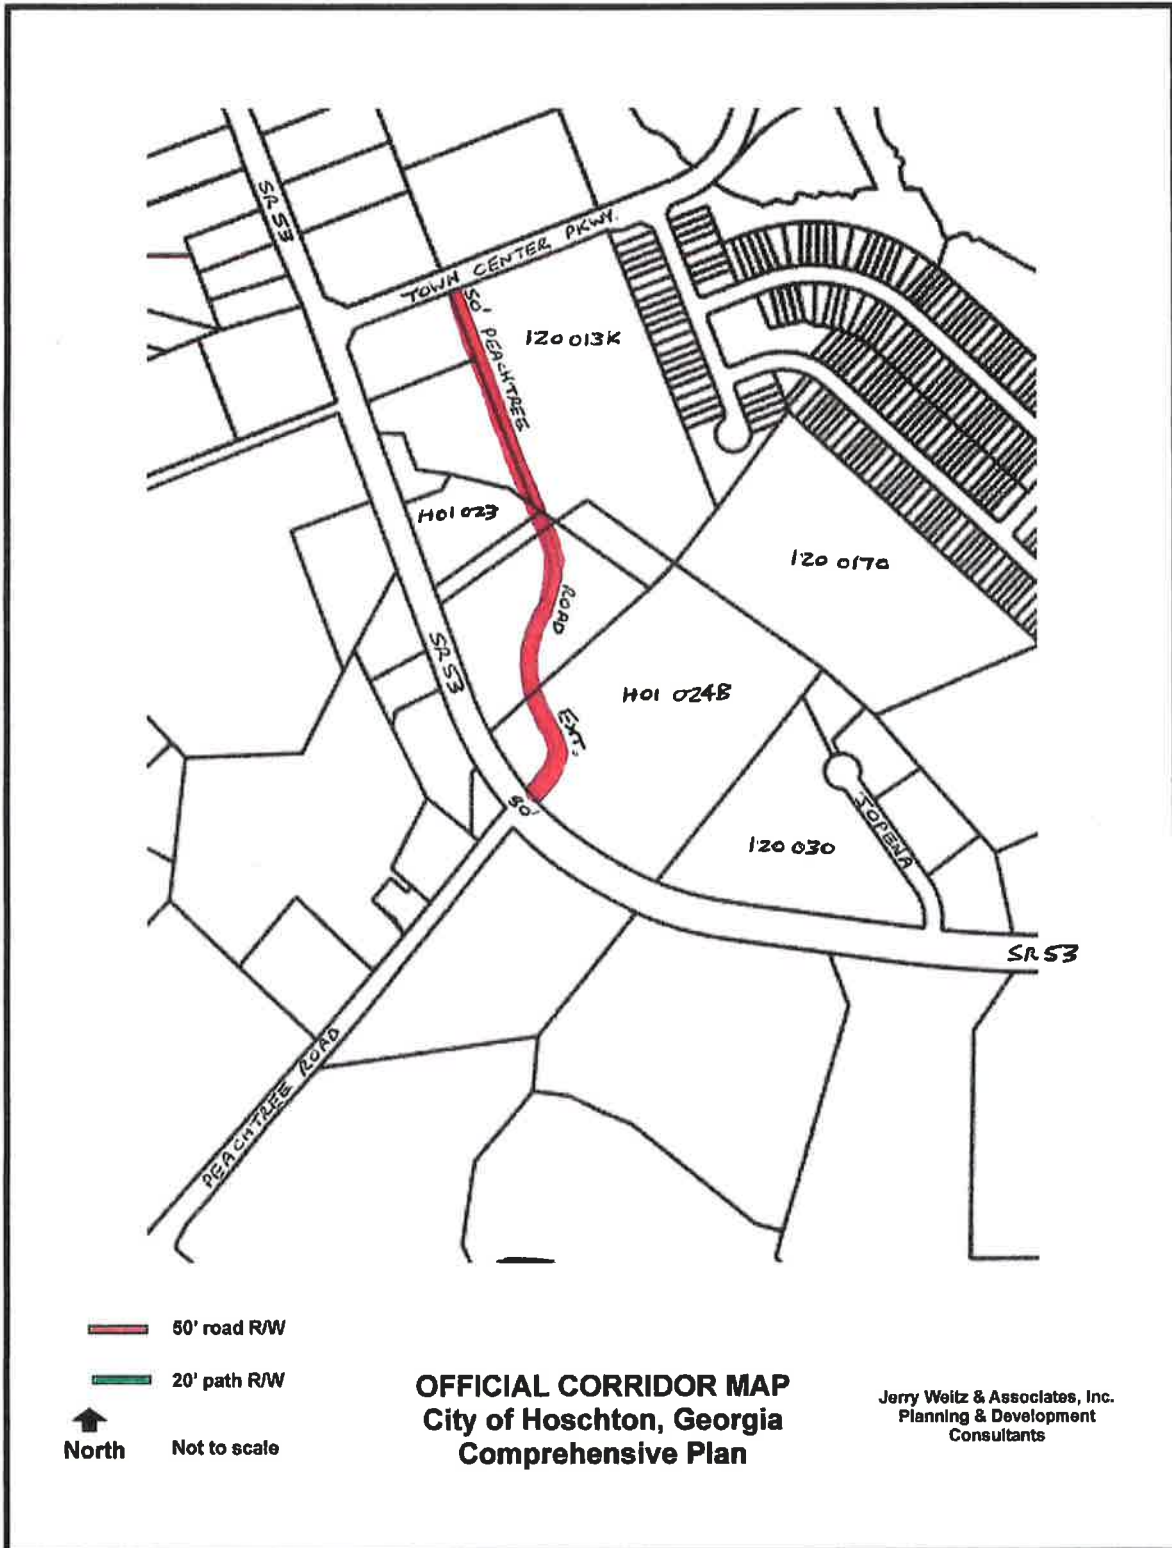 SR 53
TOWN CENTER PKWY.
50' PEACHTREE
120 013K
H01 023
120 017O
ROAD
SR 53
H01 024B
EXT.
50'
SOPENA
120 030
SR 53
PEACHTREE ROAD
50' road R/W
20' path R/W
North
Not to scale
OFFICIAL CORRIDOR MAP
City of Hoschton, Georgia
Comprehensive Plan
Jerry Weitz & Associates, Inc.
Planning & Development
Consultants